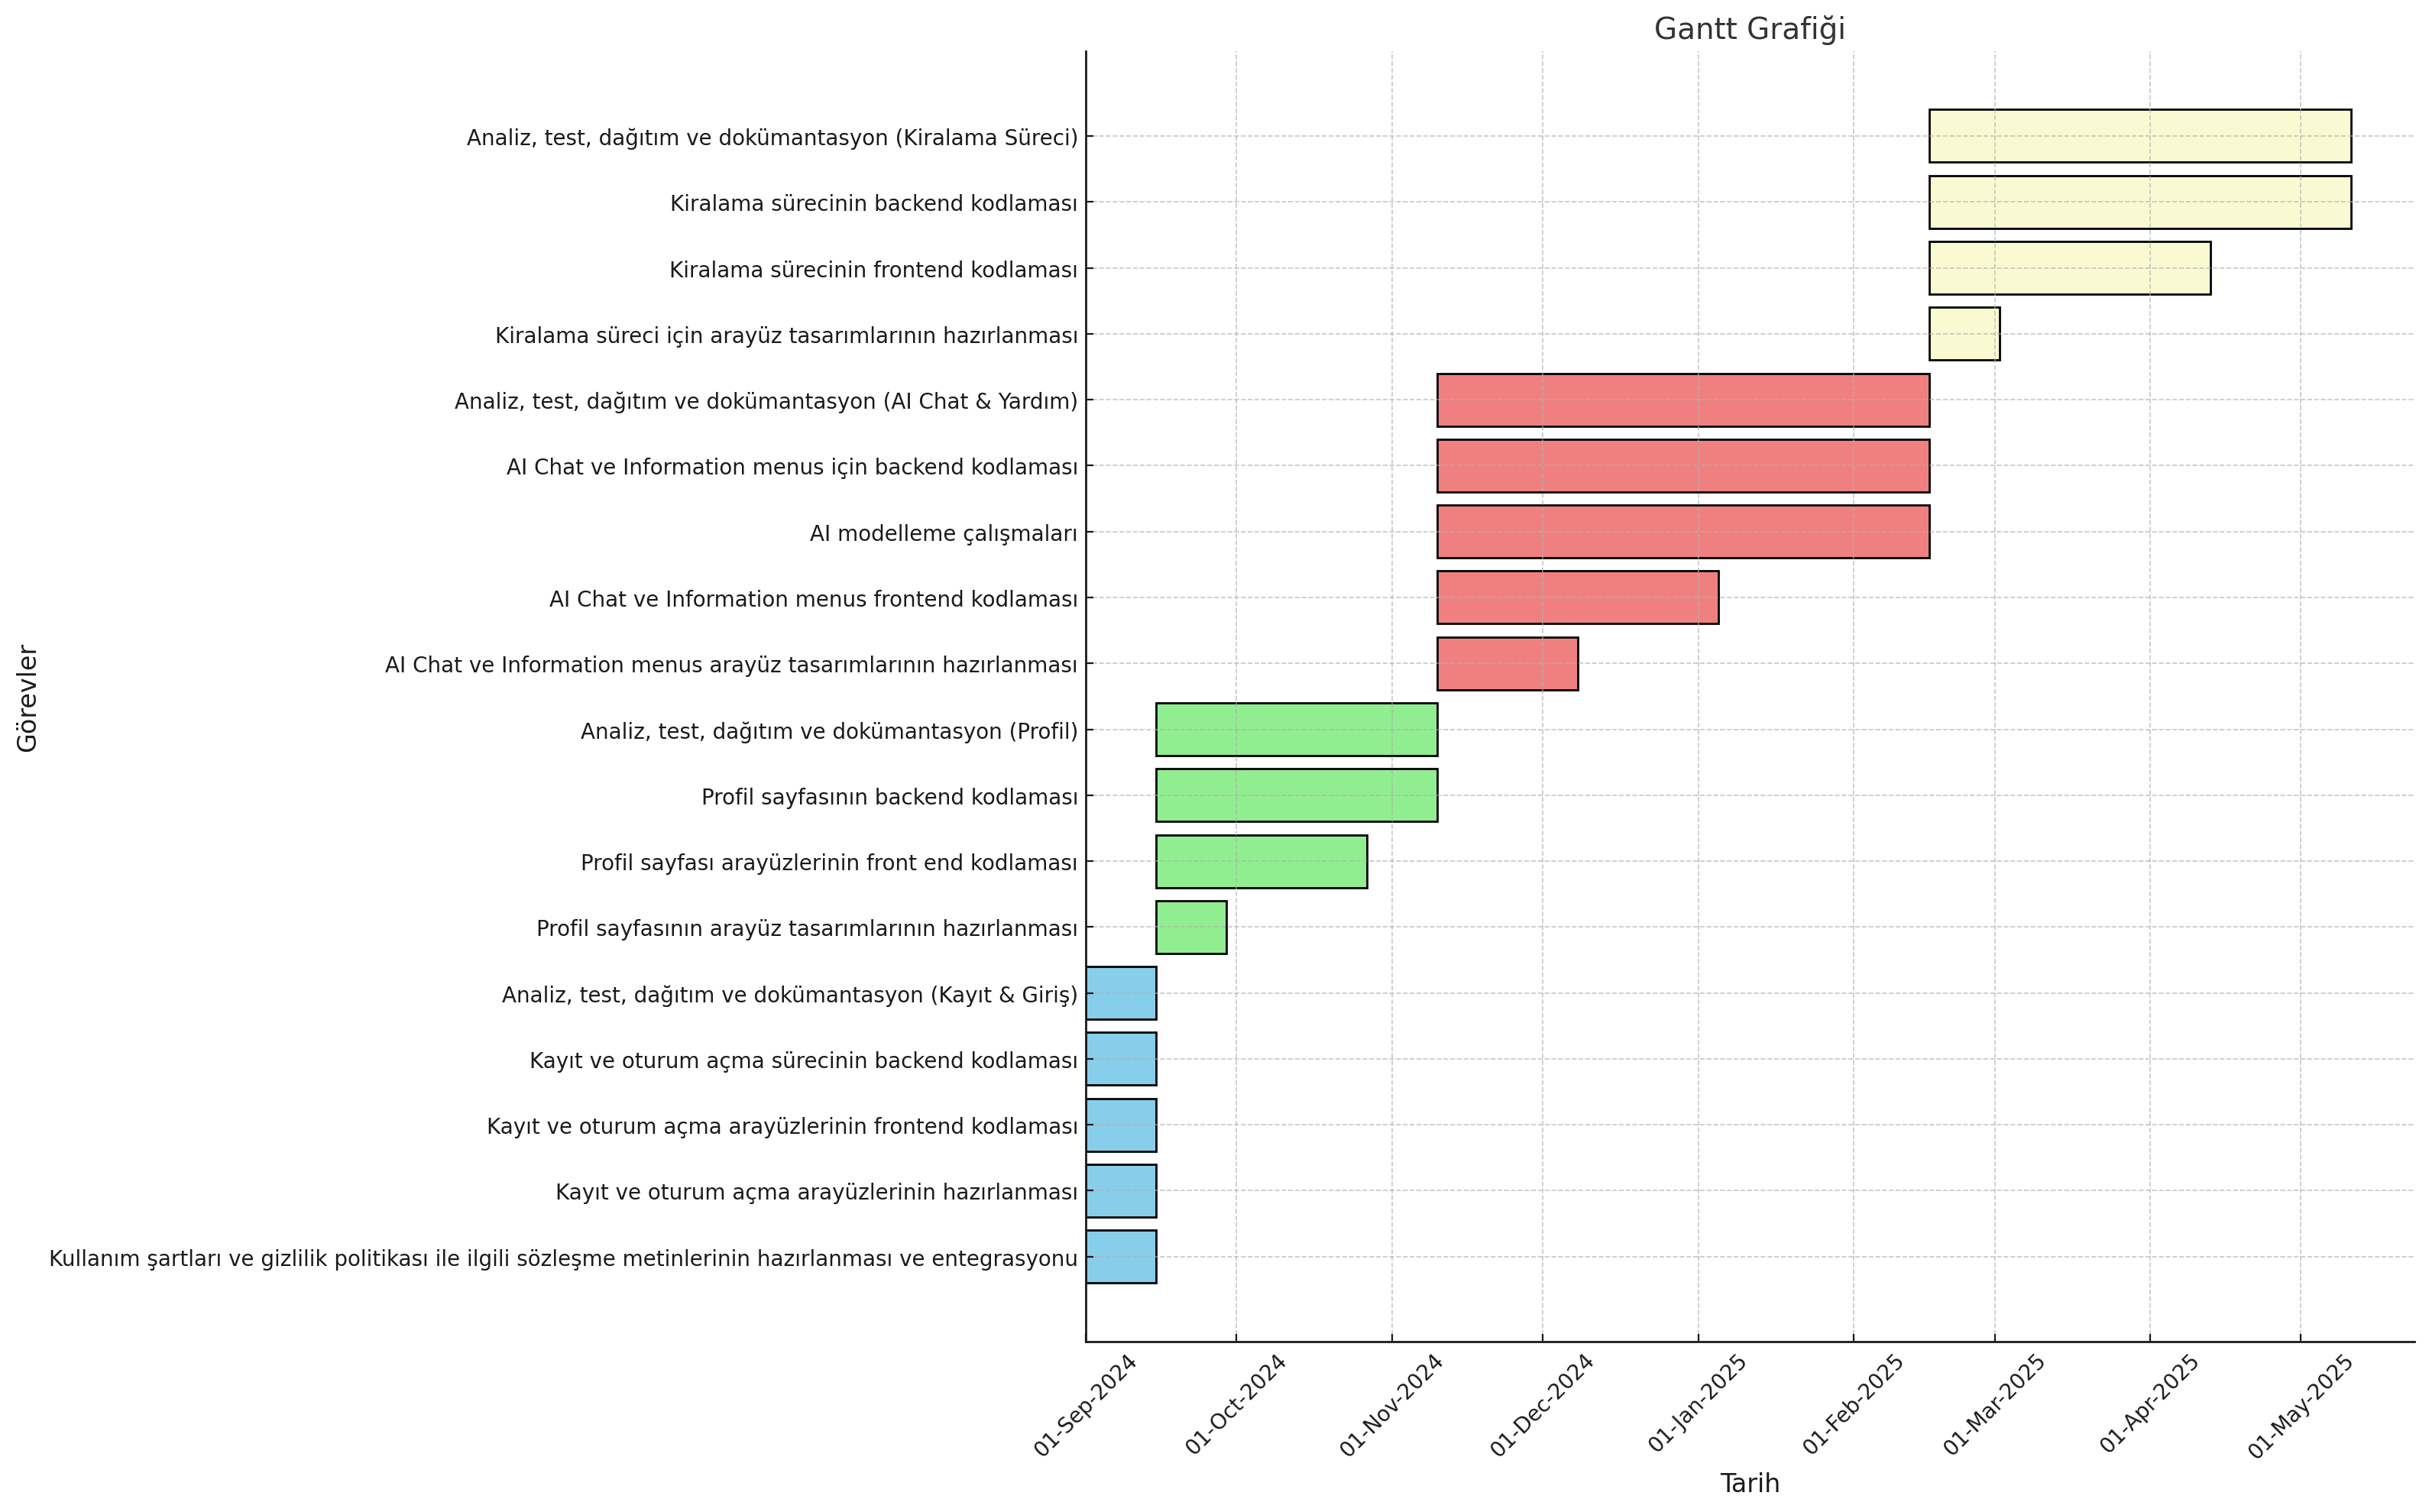 Gantt Grafiği
Görevler
Analiz, test, dağıtım ve dokümantasyon (Kiralama Süreci)
Kiralama sürecinin backend kodlaması
Kiralama sürecinin frontend kodlaması
Kiralama süreci için arayüz tasarımlarının hazırlanması
Analiz, test, dağıtım ve dokümantasyon (AI Chat & Yardım)
AI Chat ve Information menus için backend kodlaması
AI modelleme çalışmaları
AI Chat ve Information menus frontend kodlaması
AI Chat ve Information menus arayüz tasarımlarının hazırlanması
Analiz, test, dağıtım ve dokümantasyon (Profil)
Profil sayfasının backend kodlaması
Profil sayfası arayüzlerinin front end kodlaması
Profil sayfasının arayüz tasarımlarının hazırlanması
Analiz, test, dağıtım ve dokümantasyon (Kayıt & Giriş)
Kayıt ve oturum açma sürecinin backend kodlaması
Kayıt ve oturum açma arayüzlerinin frontend kodlaması
Kayıt ve oturum açma arayüzlerinin hazırlanması
Kullanım şartları ve gizlilik politikası ile ilgili sözleşme metinlerinin hazırlanması ve entegrasyonu
01-Sep-2024
01-Oct-2024
01-Nov-2024
01-Dec-2024
01-Jan-2025
01-Feb-2025
01-Mar-2025
01-Apr-2025
01-May-2025
Tarih